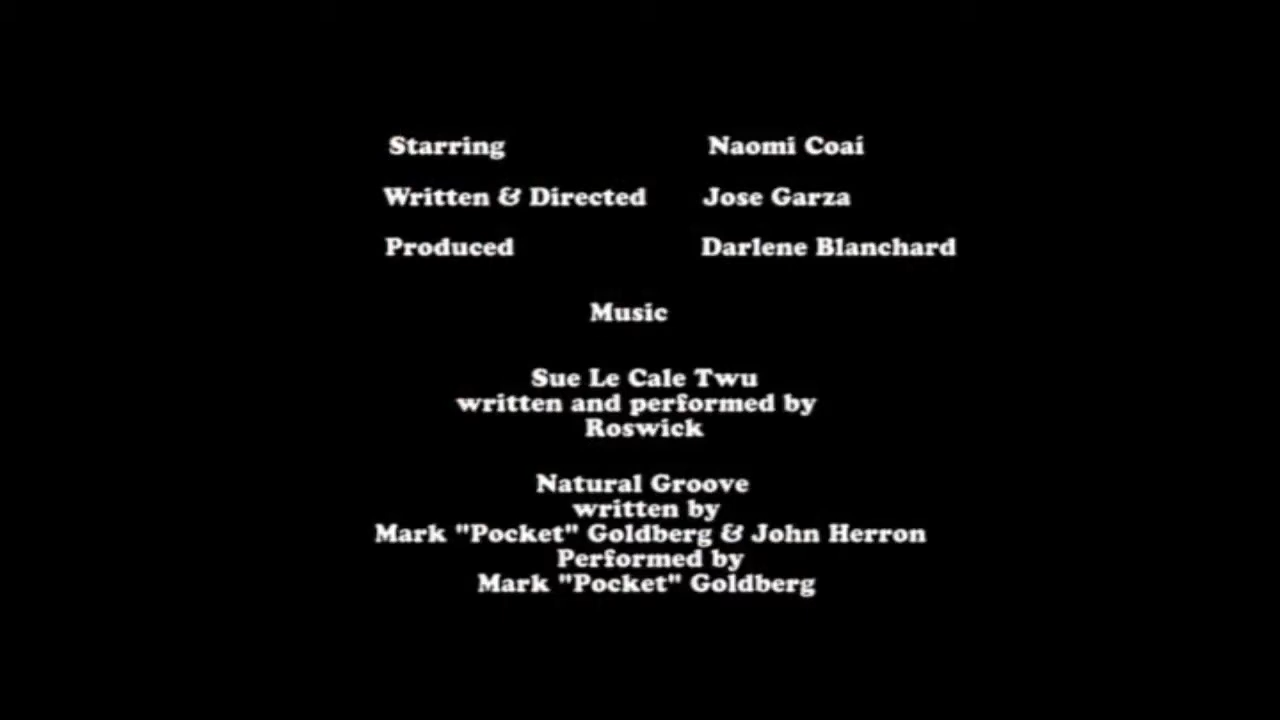 Starring Naomi Coaí
Written & Directed Jose Garza
Produced Darlene Blanchard
Music
Sue Le Cale Twu
written and performed by
Roswick
Natural Groove
written by
Mark "Pocket" Goldberg & John Herron
Performed by
Mark "Pocket" Goldberg